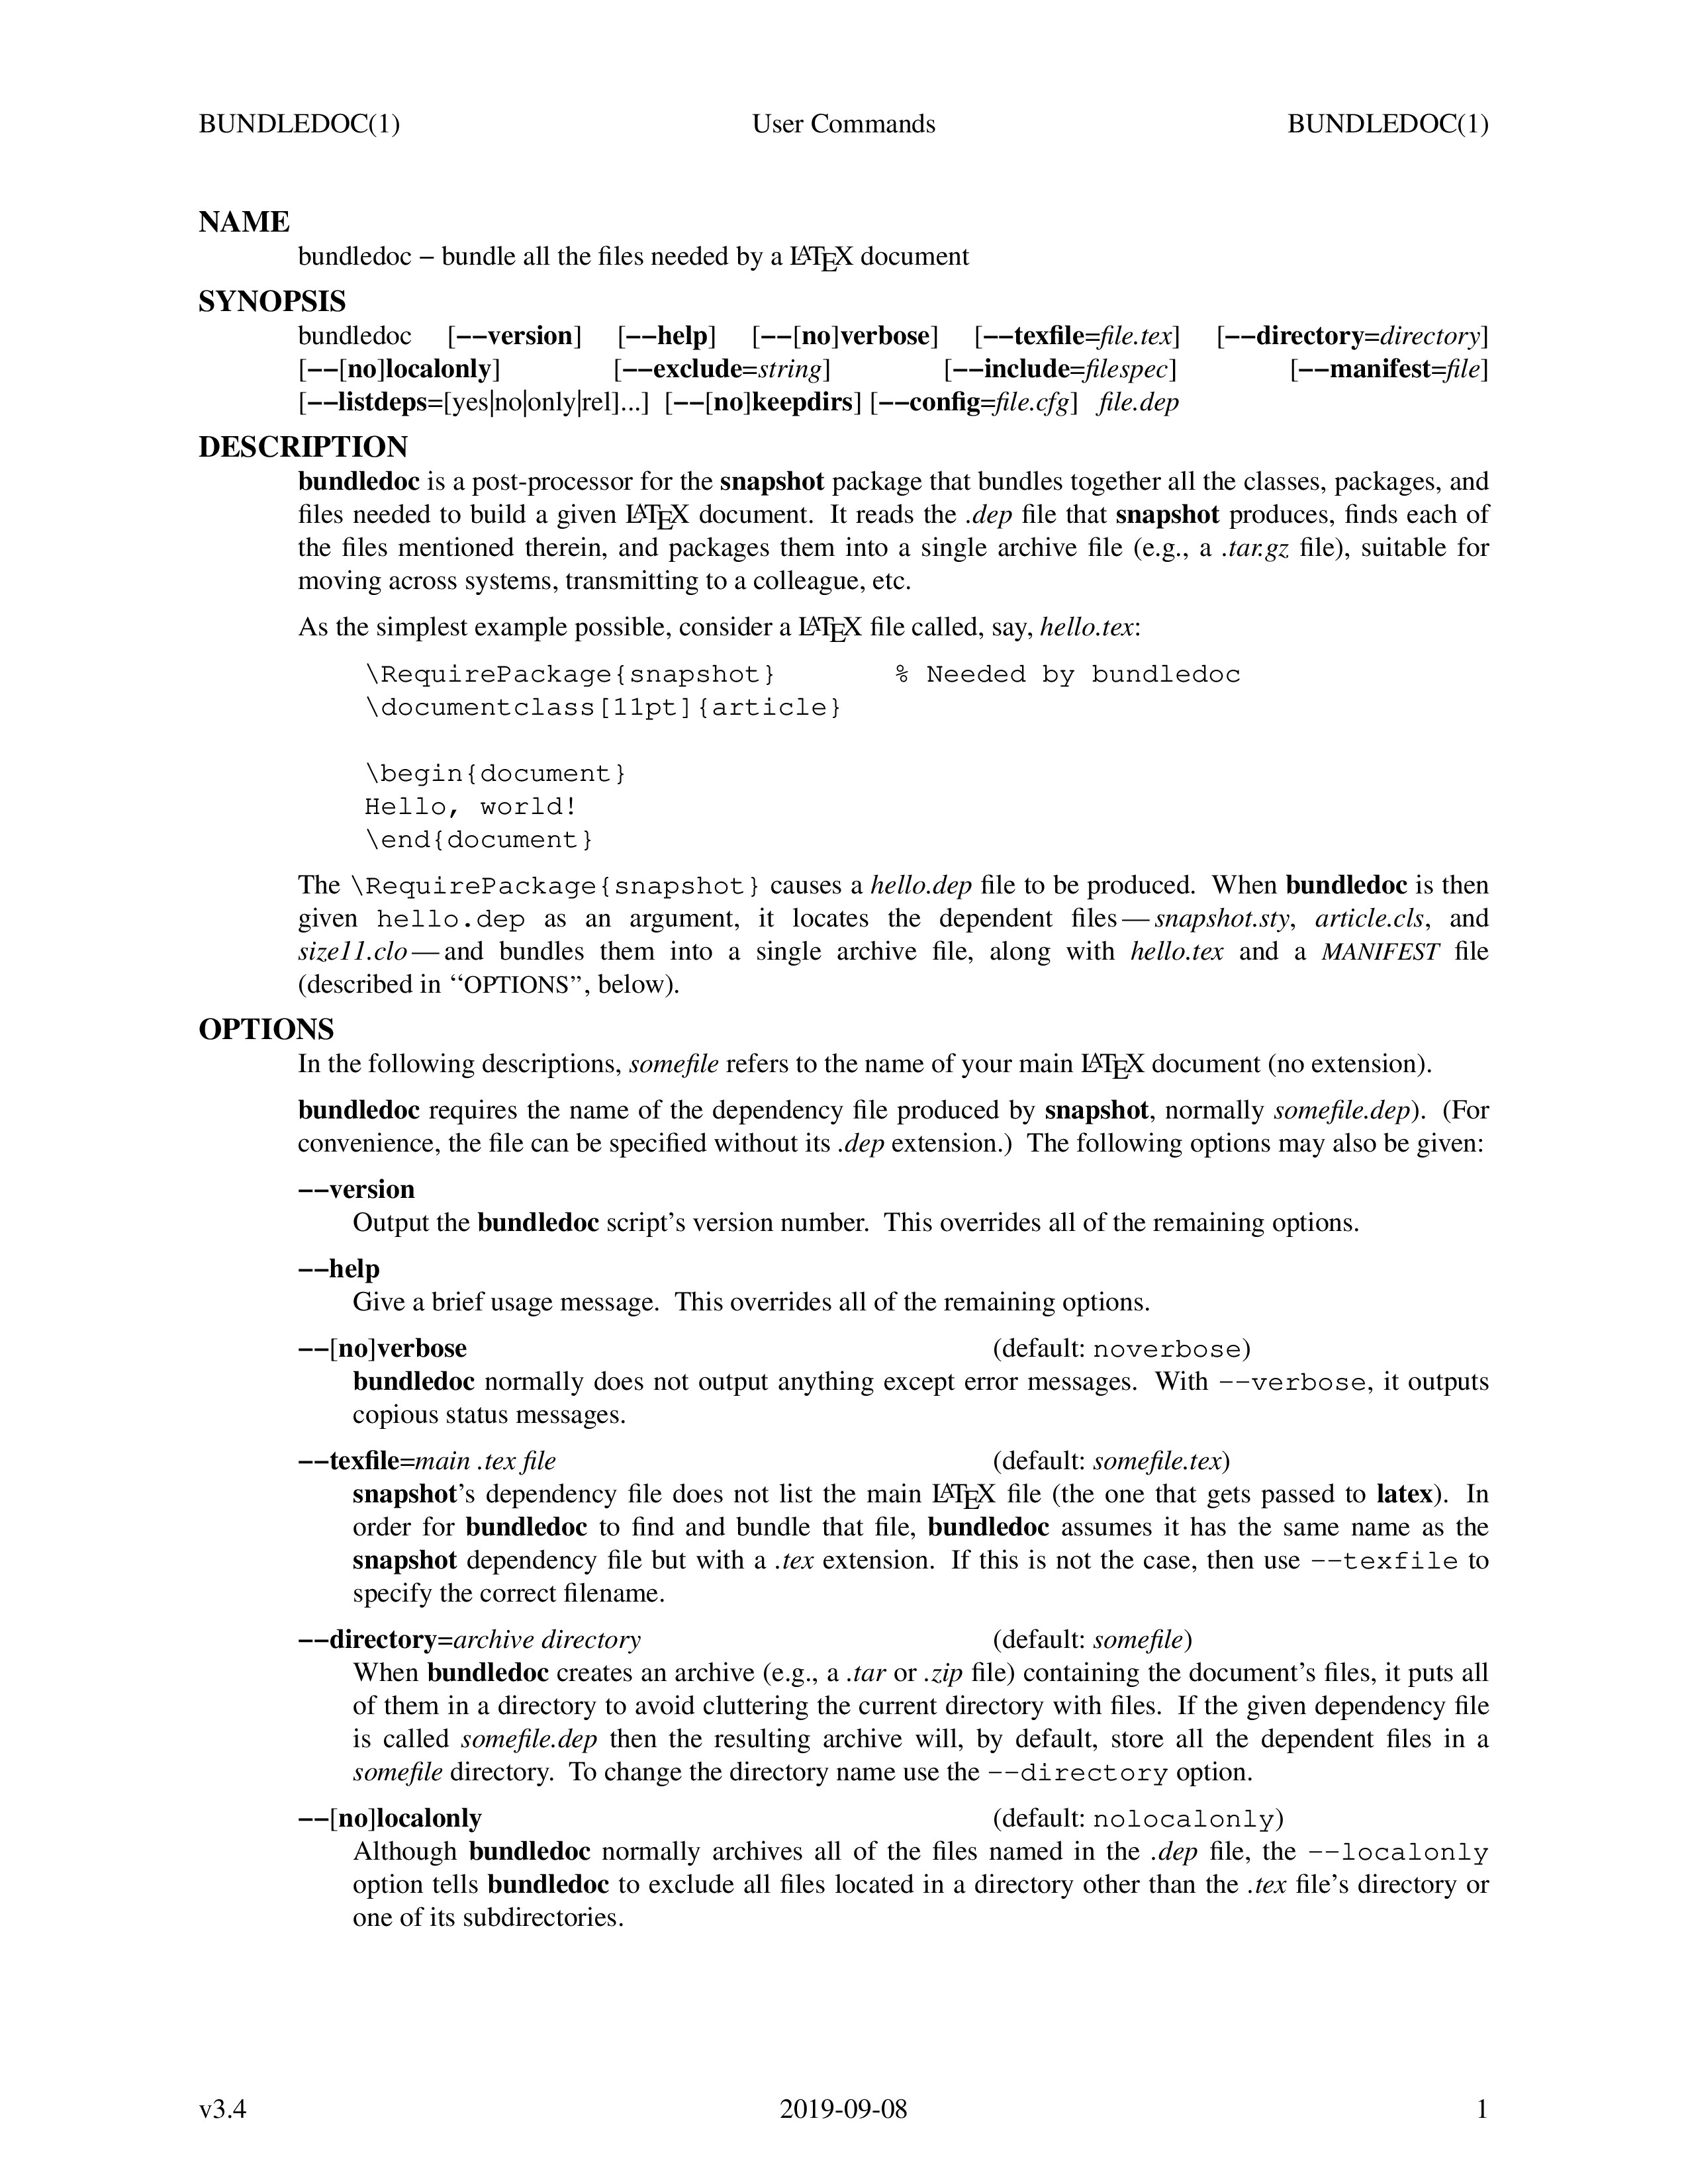 BUNDLEDOC(1) User Commands BUNDLEDOC(1)
NAME
bundledoc – bundle all the files needed by a LATEX document
SYNOPSIS
bundledoc [−−version] [−−help] [−−[no]verbose] [−−texfile=file.tex] [−−directory=directory]
[−−[no]localonly] [−−exclude=string] [−−include=filespec] [−−manifest=file]
[−−listdeps=[yes|no|only|rel]...] [−−[no]keepdirs] [−−config=file.cfg] file.dep
DESCRIPTION
bundledoc is a post-processor for the snapshot package that bundles together all the classes, packages, and
files needed to build a given LATEX document. It reads the .dep file that snapshot produces, finds each of
the files mentioned therein, and packages them into a single archive file (e.g., a .tar.gz file), suitable for
moving across systems, transmitting to a colleague, etc.
As the simplest example possible, consider a LATEX file called, say, hello.tex:
\RequirePackage{snapshot} % Needed by bundledoc
\documentclass[11pt]{article}
\begin{document}
Hello, world!
\end{document}
The \RequirePackage{snapshot} causes a hello.dep file to be produced. When bundledoc is then
given hello.dep as an argument, it locates the dependent files — snapshot.sty, article.cls, and
size11.clo — and bundles them into a single archive file, along with hello.tex and a MANIFEST file
(described in “OPTIONS”, below).
OPTIONS
In the following descriptions, somefile refers to the name of your main LATEX document (no extension).
bundledoc requires the name of the dependency file produced by snapshot, normally somefile.dep). (For
convenience, the file can be specified without its .dep extension.) The following options may also be given:
−−version
Output the bundledoc script’s version number. This overrides all of the remaining options.
−−help
Give a brief usage message. This overrides all of the remaining options.
−−[no]verbose (default: noverbose)
bundledoc normally does not output anything except error messages. With −−verbose, it outputs
copious status messages.
−−texfile=main .tex file (default: somefile.tex)
snapshot’s dependency file does not list the main LATEX file (the one that gets passed to latex). In
order for bundledoc to find and bundle that file, bundledoc assumes it has the same name as the
snapshot dependency file but with a .tex extension. If this is not the case, then use −−texfile to
specify the correct filename.
−−directory=archive directory (default: somefile)
When bundledoc creates an archive (e.g., a .tar or .zip file) containing the document’s files, it puts all
of them in a directory to avoid cluttering the current directory with files. If the given dependency file
is called somefile.dep then the resulting archive will, by default, store all the dependent files in a
somefile directory. To change the directory name use the −−directory option.
−−[no]localonly (default: nolocalonly)
Although bundledoc normally archives all of the files named in the .dep file, the −−localonly
option tells bundledoc to exclude all files located in a directory other than the .tex file’s directory or
one of its subdirectories.
v3.4 2019-09-08 1